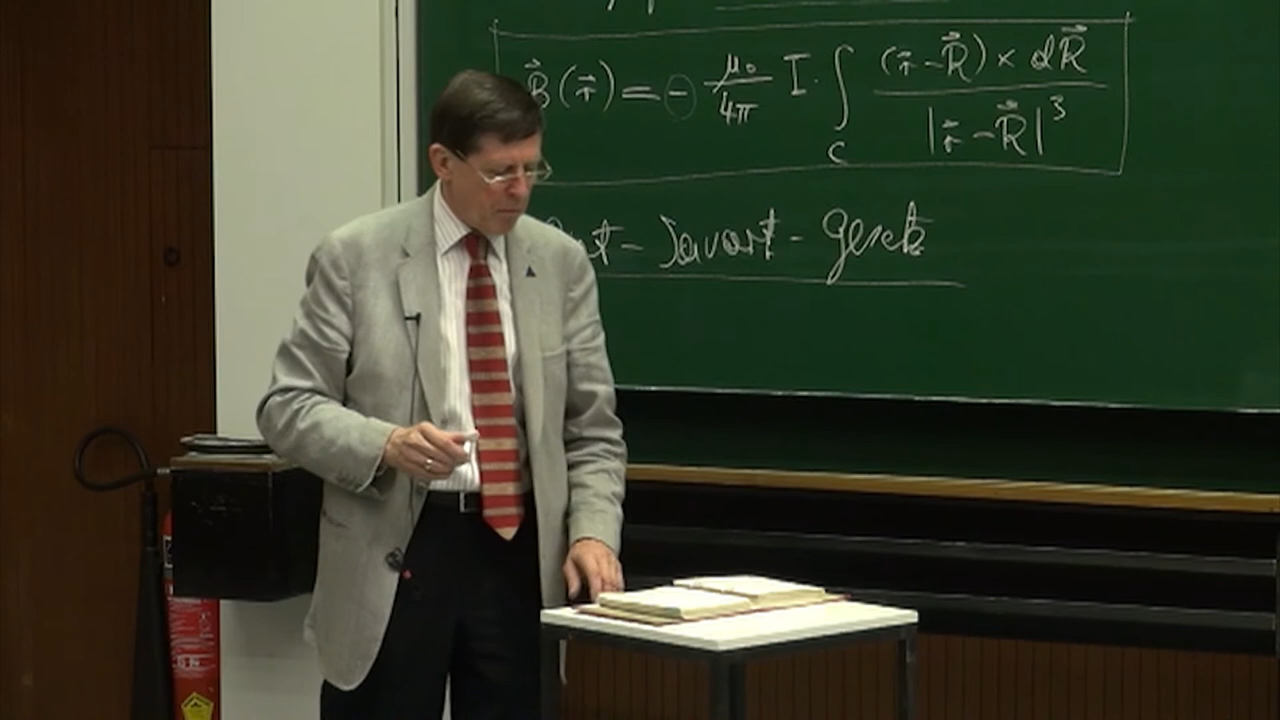 B⃗(r⃗) = ⊖ μ₀/4π I · ∫_C (r⃗ - R⃗) × dR⃗ / |r⃗ - R⃗|³
- Savart - Gesetz